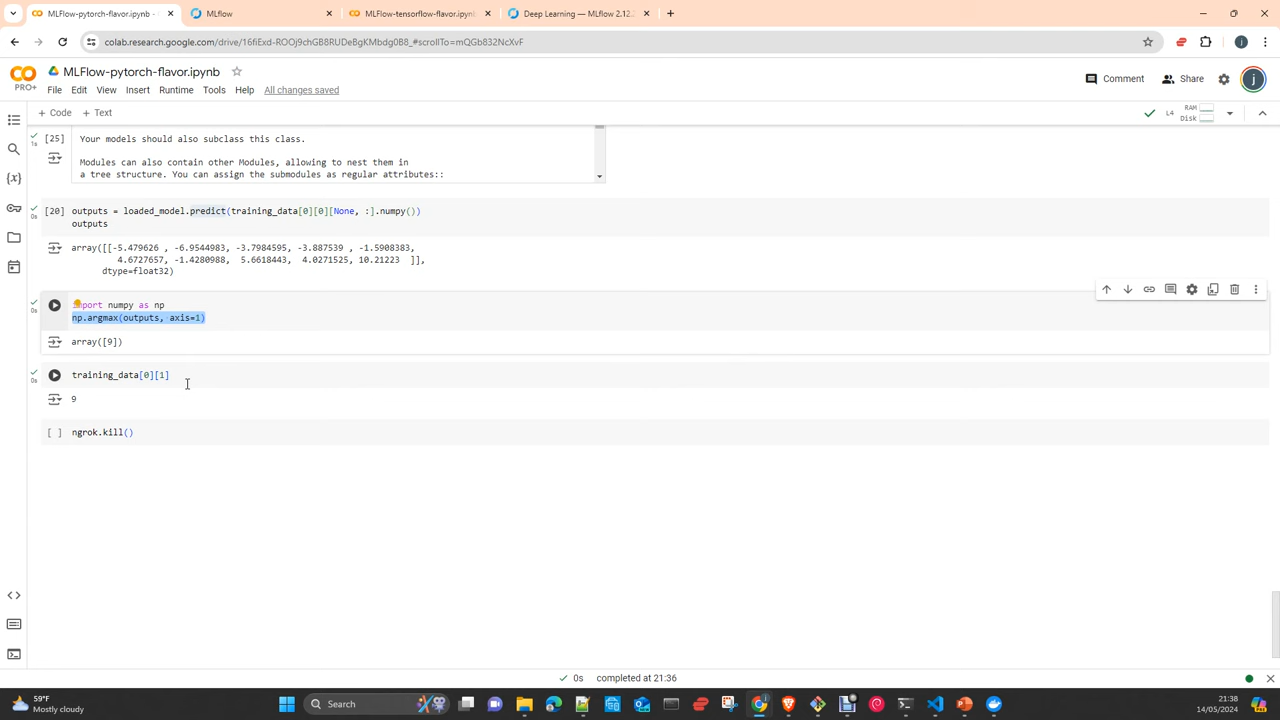 MLFlow-pytorch-flavor.ipynb -
MLflow
MLFlow-tensorflow-flavor.ipynb
Deep Learning — MLflow 2.12.
colab.research.google.com/drive/16fiExd-ROOj9chGB8RUDeBgKMbdg0B8_#scrollTo=mQGb832NcXvF
MLFlow-pytorch-flavor.ipynb
PRO+
File Edit View Insert Runtime Tools Help All changes saved
Comment Share
+ Code + Text
L4 RAM Disk
[25] Your models should also subclass this class.
1s
Modules can also contain other Modules, allowing to nest them in
a tree structure. You can assign the submodules as regular attributes::
[20] outputs = loaded_model.predict(training_data[0][0][None, :].numpy())
0s
outputs
array([[-5.479626 , -6.9544983, -3.7984595, -3.887539 , -1.5908383,
4.6727657, -1.4280988, 5.6618443, 4.0271525, 10.21223 ]],
dtype=float32)
import numpy as np
0s
np.argmax(outputs, axis=1)
array([9])
training_data[0][1]
0s
9
[ ] ngrok.kill()
0s completed at 21:36
59°F
Mostly cloudy
Search
21:38
14/05/2024